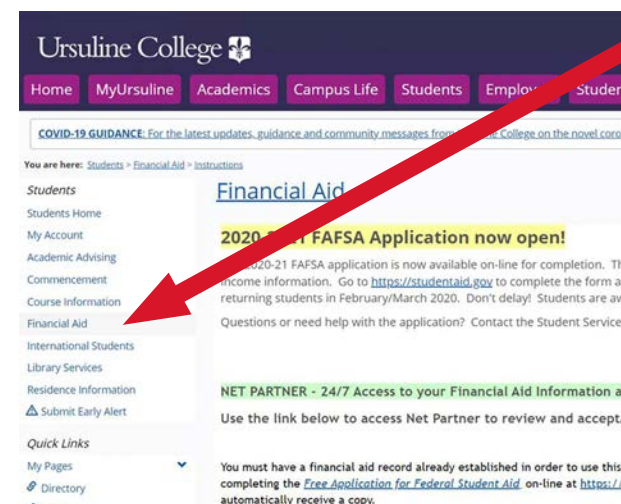 Ursuline College
Home MyUrsuline Academics Campus Life Students Employ Studen
COVID-19 GUIDANCE: For the latest updates, guidance and community messages from College on the novel coro
You are here: Students > Financial Aid > Instructions
Students
Students Home
My Account
Academic Advising
Commencement
Course Information
Financial Aid
International Students
Library Services
Residence Information
Submit Early Alert
Quick Links
My Pages
Directory
Financial Aid
2020- 21 FAFSA Application now open!
020-21 FAFSA application is now available on-line for completion. Th
income information. Go to https://studentaid.gov to complete the form a
returning students in February/March 2020. Don't delay! Students are av
Questions or need help with the application? Contact the Student Service
NET PARTNER - 24/7 Access to your Financial Aid Information a
Use the link below to access Net Partner to review and accept
You must have a financial aid record already established in order to use this
completing the Free Application for Federal Student Aid on-line at https://
automatically receive a copy.